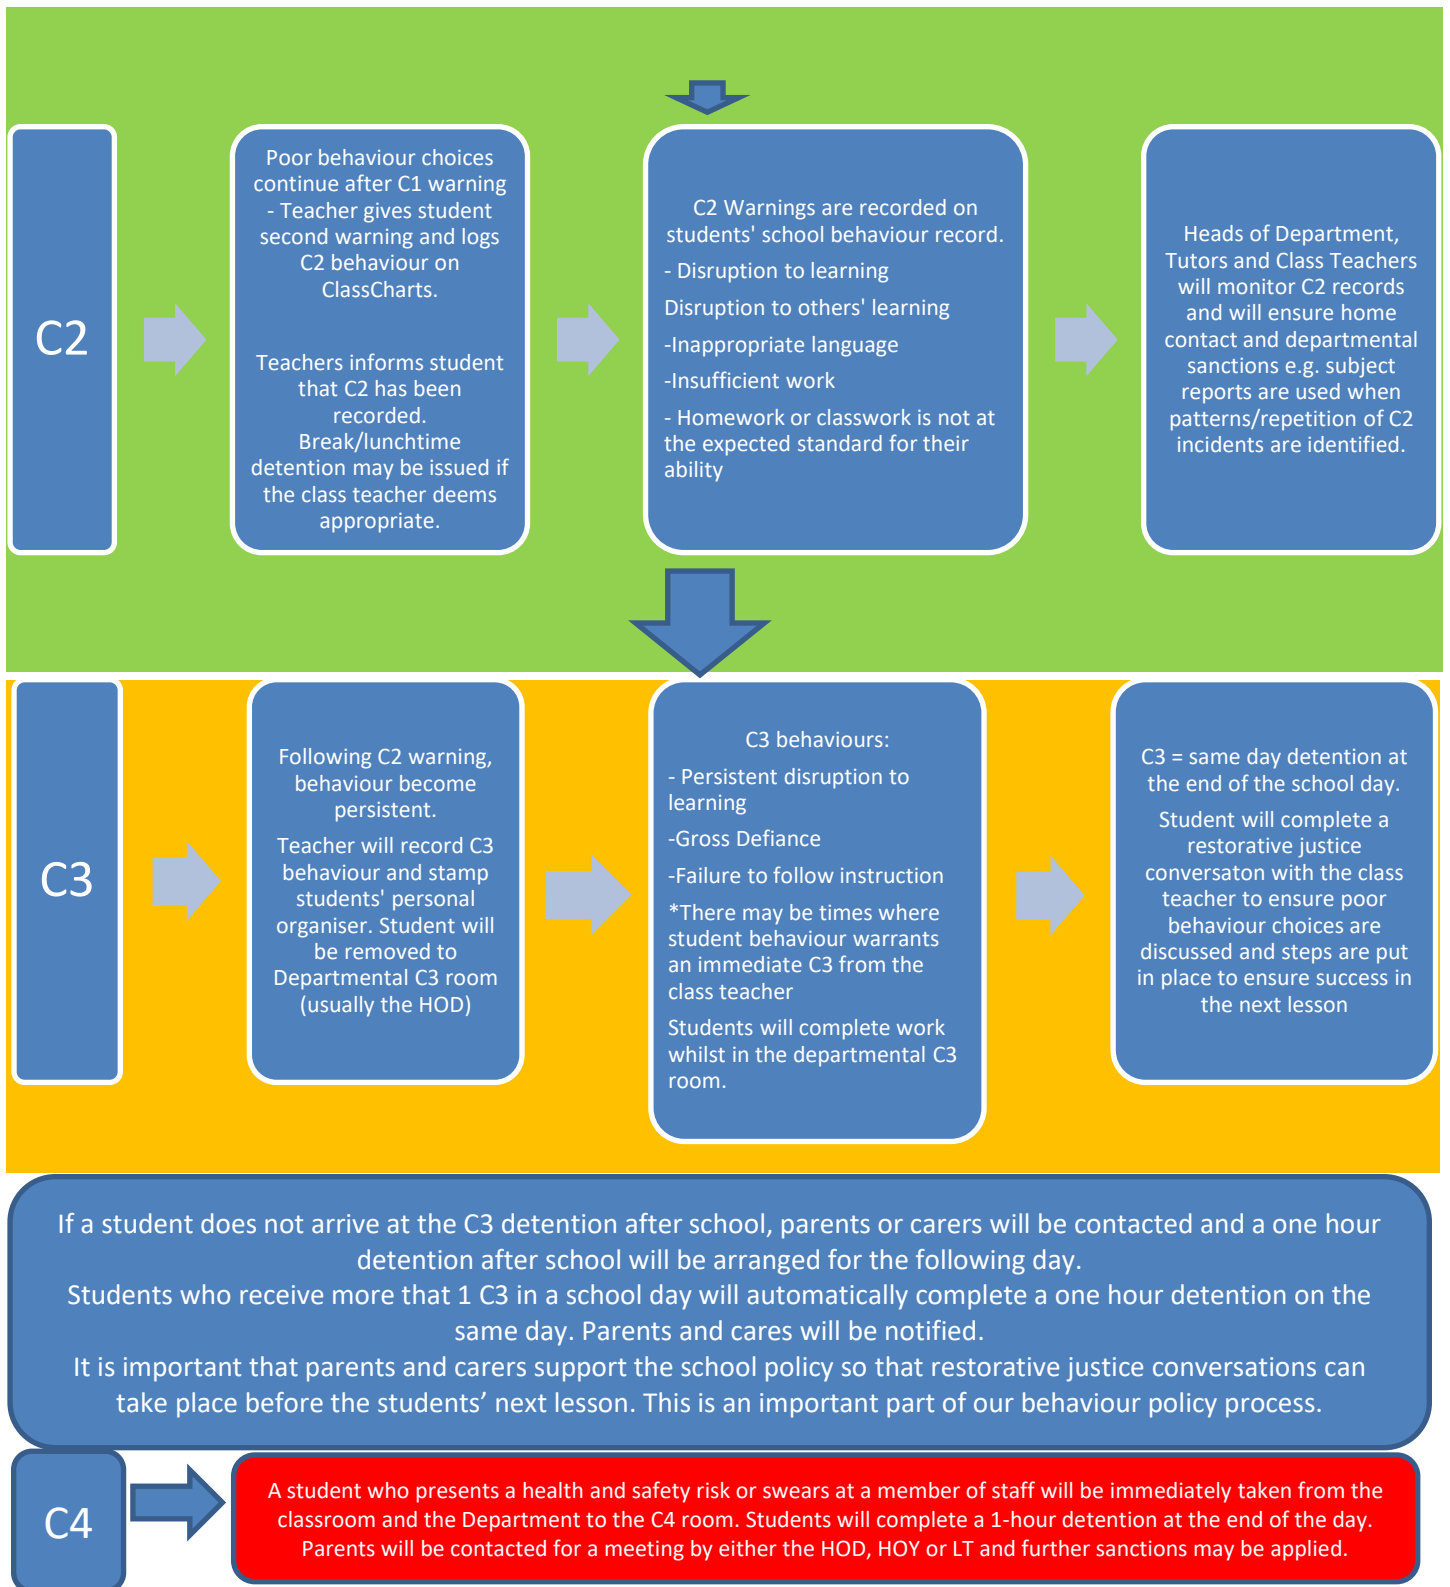 C2
Poor behaviour choices
continue after C1 warning
- Teacher gives student
second warning and logs
C2 behaviour on
ClassCharts.
Teachers informs student
that C2 has been
recorded.
Break/lunchtime
detention may be issued if
the class teacher deems
appropriate.
C2 Warnings are recorded on
students' school behaviour record.
- Disruption to learning
Disruption to others' learning
-Inappropriate language
-Insufficient work
- Homework or classwork is not at
the expected standard for their
ability
Heads of Department,
Tutors and Class Teachers
will monitor C2 records
and will ensure home
contact and departmental
sanctions e.g. subject
reports are used when
patterns/repetition of C2
incidents are identified.
C3
Following C2 warning,
behaviour become
persistent.
Teacher will record C3
behaviour and stamp
students' personal
organiser. Student will
be removed to
Departmental C3 room
(usually the HOD)
C3 behaviours:
- Persistent disruption to
learning
-Gross Defiance
-Failure to follow instruction
*There may be times where
student behaviour warrants
an immediate C3 from the
class teacher
Students will complete work
whilst in the departmental C3
room.
C3 = same day detention at
the end of the school day.
Student will complete a
restorative justice
conversaton with the class
teacher to ensure poor
behaviour choices are
discussed and steps are put
in place to ensure success in
the next lesson
If a student does not arrive at the C3 detention after school, parents or carers will be contacted and a one hour
detention after school will be arranged for the following day.
Students who receive more that 1 C3 in a school day will automatically complete a one hour detention on the
same day. Parents and cares will be notified.
It is important that parents and carers support the school policy so that restorative justice conversations can
take place before the students’ next lesson. This is an important part of our behaviour policy process.
C4
A student who presents a health and safety risk or swears at a member of staff will be immediately taken from the
classroom and the Department to the C4 room. Students will complete a 1-hour detention at the end of the day.
Parents will be contacted for a meeting by either the HOD, HOY or LT and further sanctions may be applied.